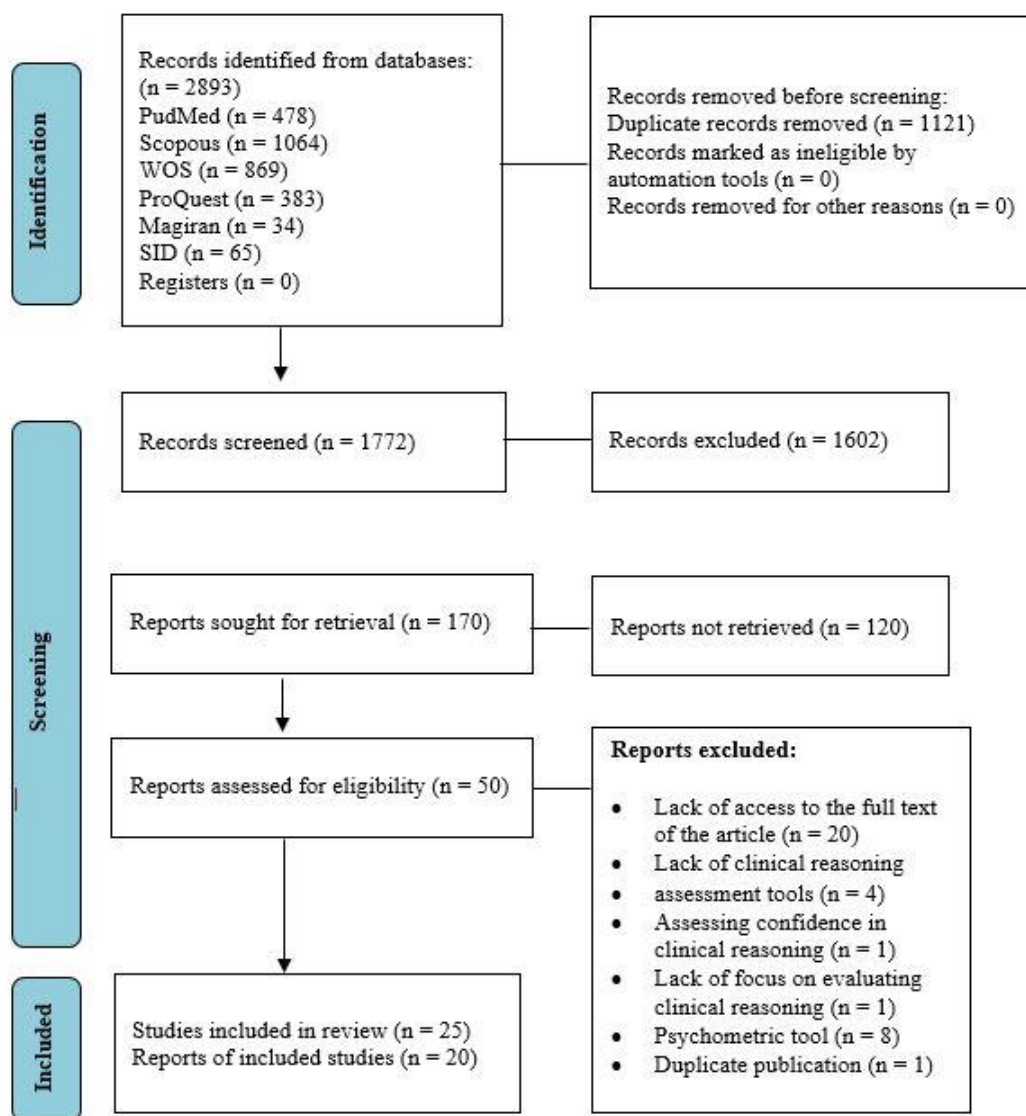 Identification
Records identified from databases:
(n = 2893)
PudMed (n = 478)
Scopous (n = 1064)
WOS (n = 869)
ProQuest (n = 383)
Magiran (n = 34)
SID (n = 65)
Registers (n = 0)
Records removed before screening:
Duplicate records removed (n = 1121)
Records marked as ineligible by
automation tools (n = 0)
Records removed for other reasons (n = 0)
Screening
Records screened (n = 1772)
Records excluded (n = 1602)
Reports sought for retrieval (n = 170)
Reports not retrieved (n = 120)
Reports assessed for eligibility (n = 50)
Reports excluded:
• Lack of access to the full text
of the article (n = 20)
• Lack of clinical reasoning
• assessment tools (n = 4)
• Assessing confidence in
clinical reasoning (n = 1)
• Lack of focus on evaluating
clinical reasoning (n = 1)
• Psychometric tool (n = 8)
• Duplicate publication (n = 1)
Included
Studies included in review (n = 25)
Reports of included studies (n = 20)